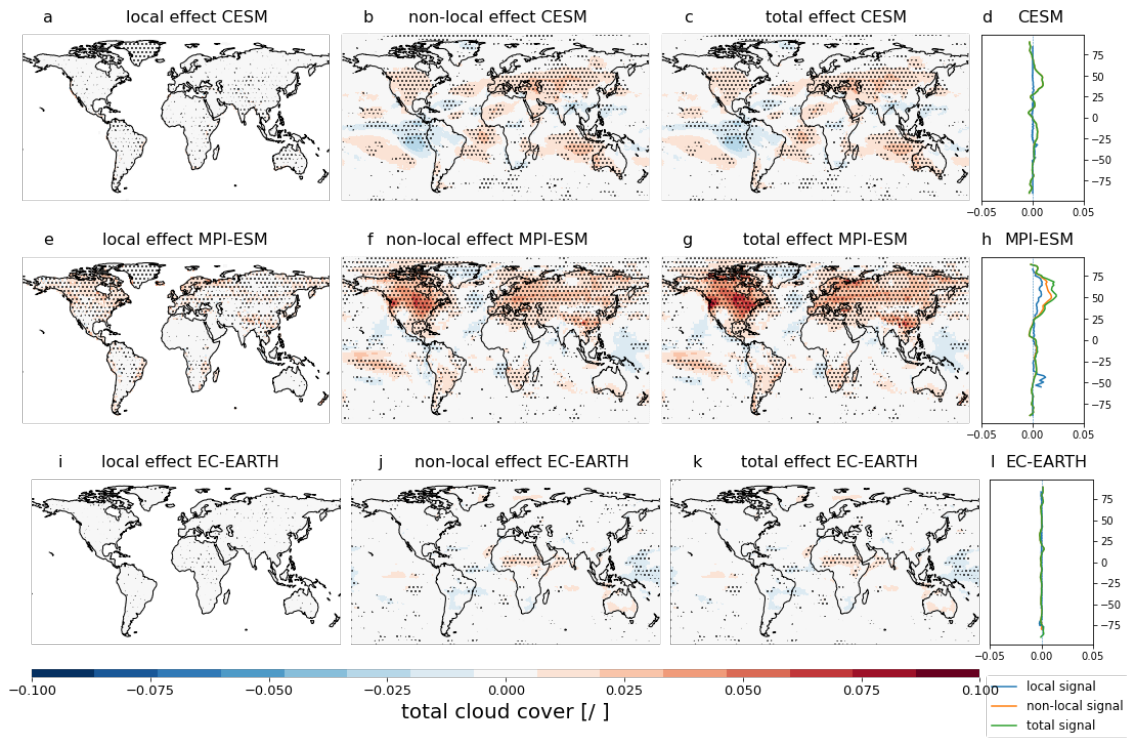 a local effect CESM b non-local effect CESM c total effect CESM d CESM
75
50
25
0
−25
−50
−75
−0.05 0.00 0.05
e local effect MPI-ESM f non-local effect MPI-ESM g total effect MPI-ESM h MPI-ESM
75
50
25
0
−25
−50
−75
−0.05 0.00 0.05
i local effect EC-EARTH j non-local effect EC-EARTH k total effect EC-EARTH l EC-EARTH
75
50
25
0
−25
−50
−75
−0.05 0.00 0.05
−0.100 −0.075 −0.050 −0.025 0.000 0.025 0.050 0.075 0.100
total cloud cover [/ ]
local signal
non-local signal
total signal